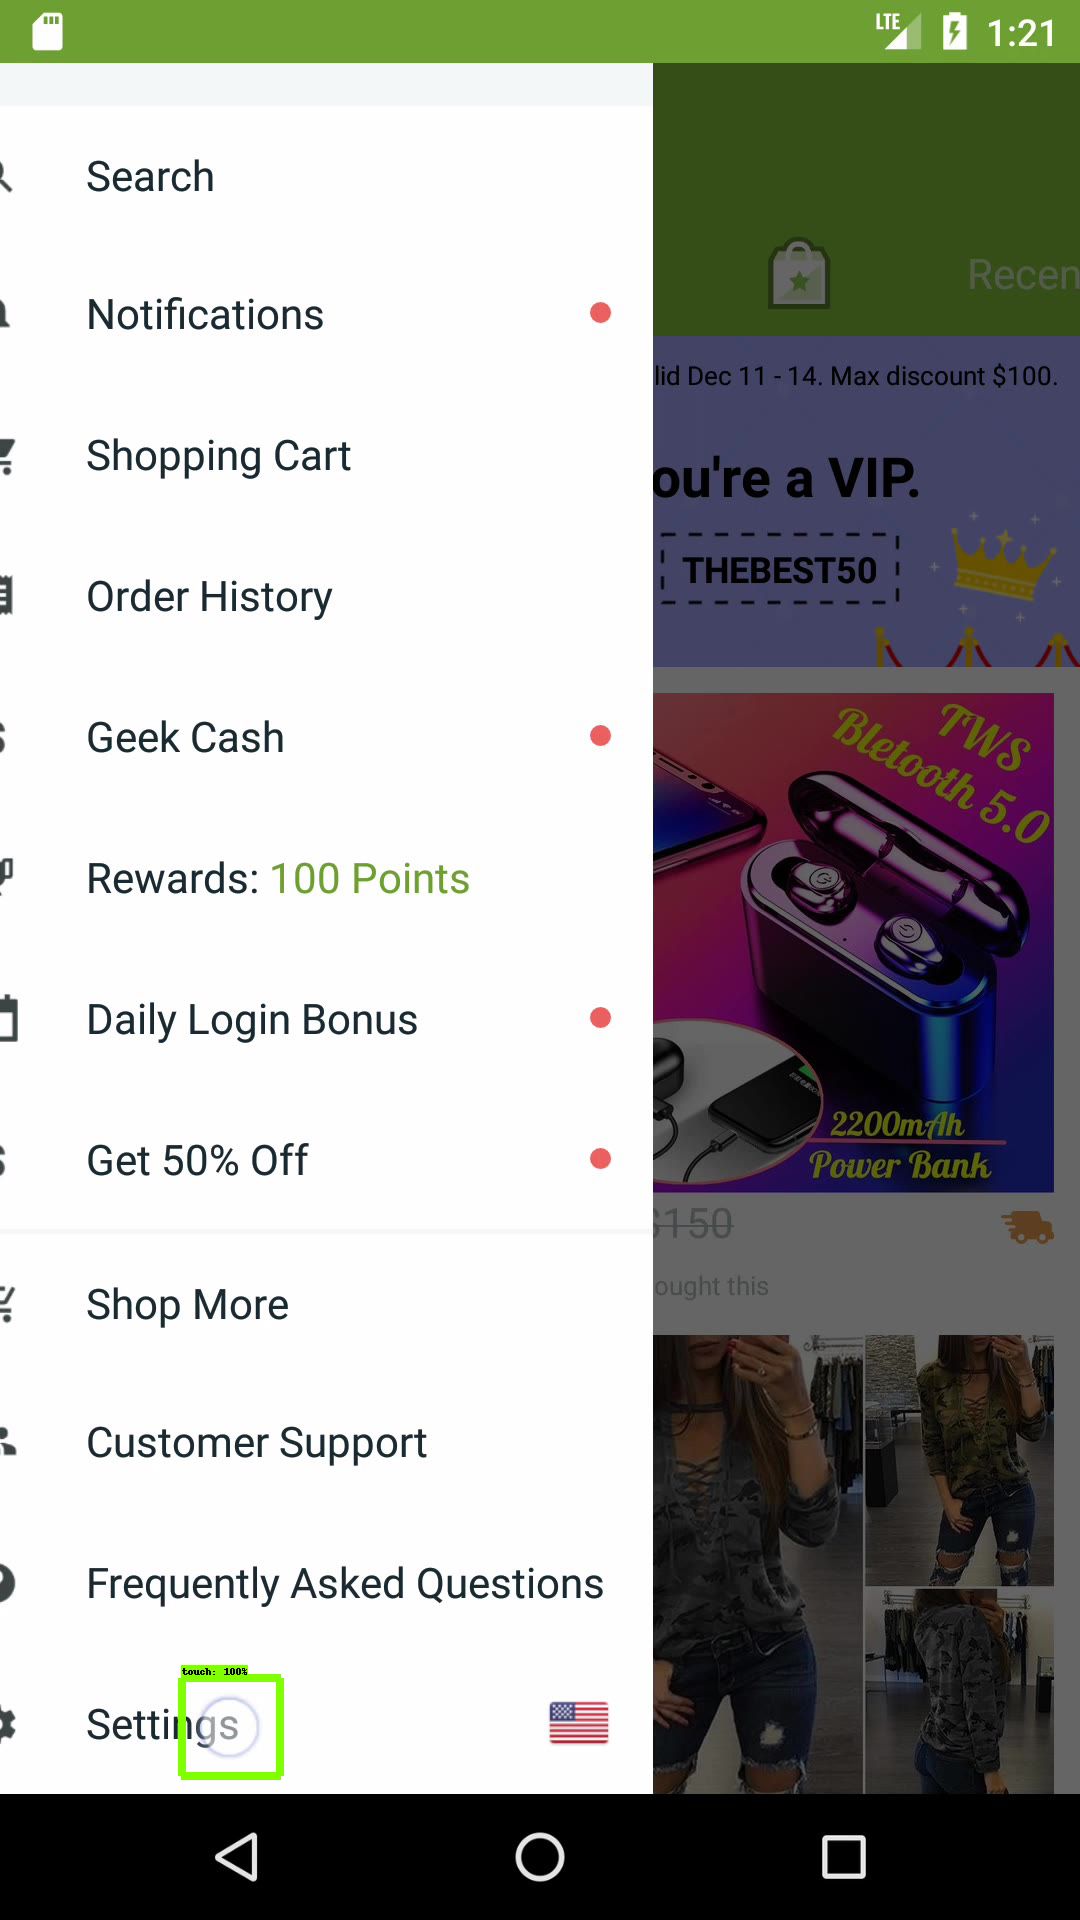 LTE 1:21
Search
Notifications
Shopping Cart
Order History
Geek Cash
Rewards: 100 Points
Daily Login Bonus
Get 50% Off
Shop More
Customer Support
Frequently Asked Questions
touch: 100%
Settings
Recen
lid Dec 11 - 14. Max discount $100.
ou're a VIP.
THEBEST50
TWS
Bletooth 5.0
2200mAh
Power Bank
$150
ought this